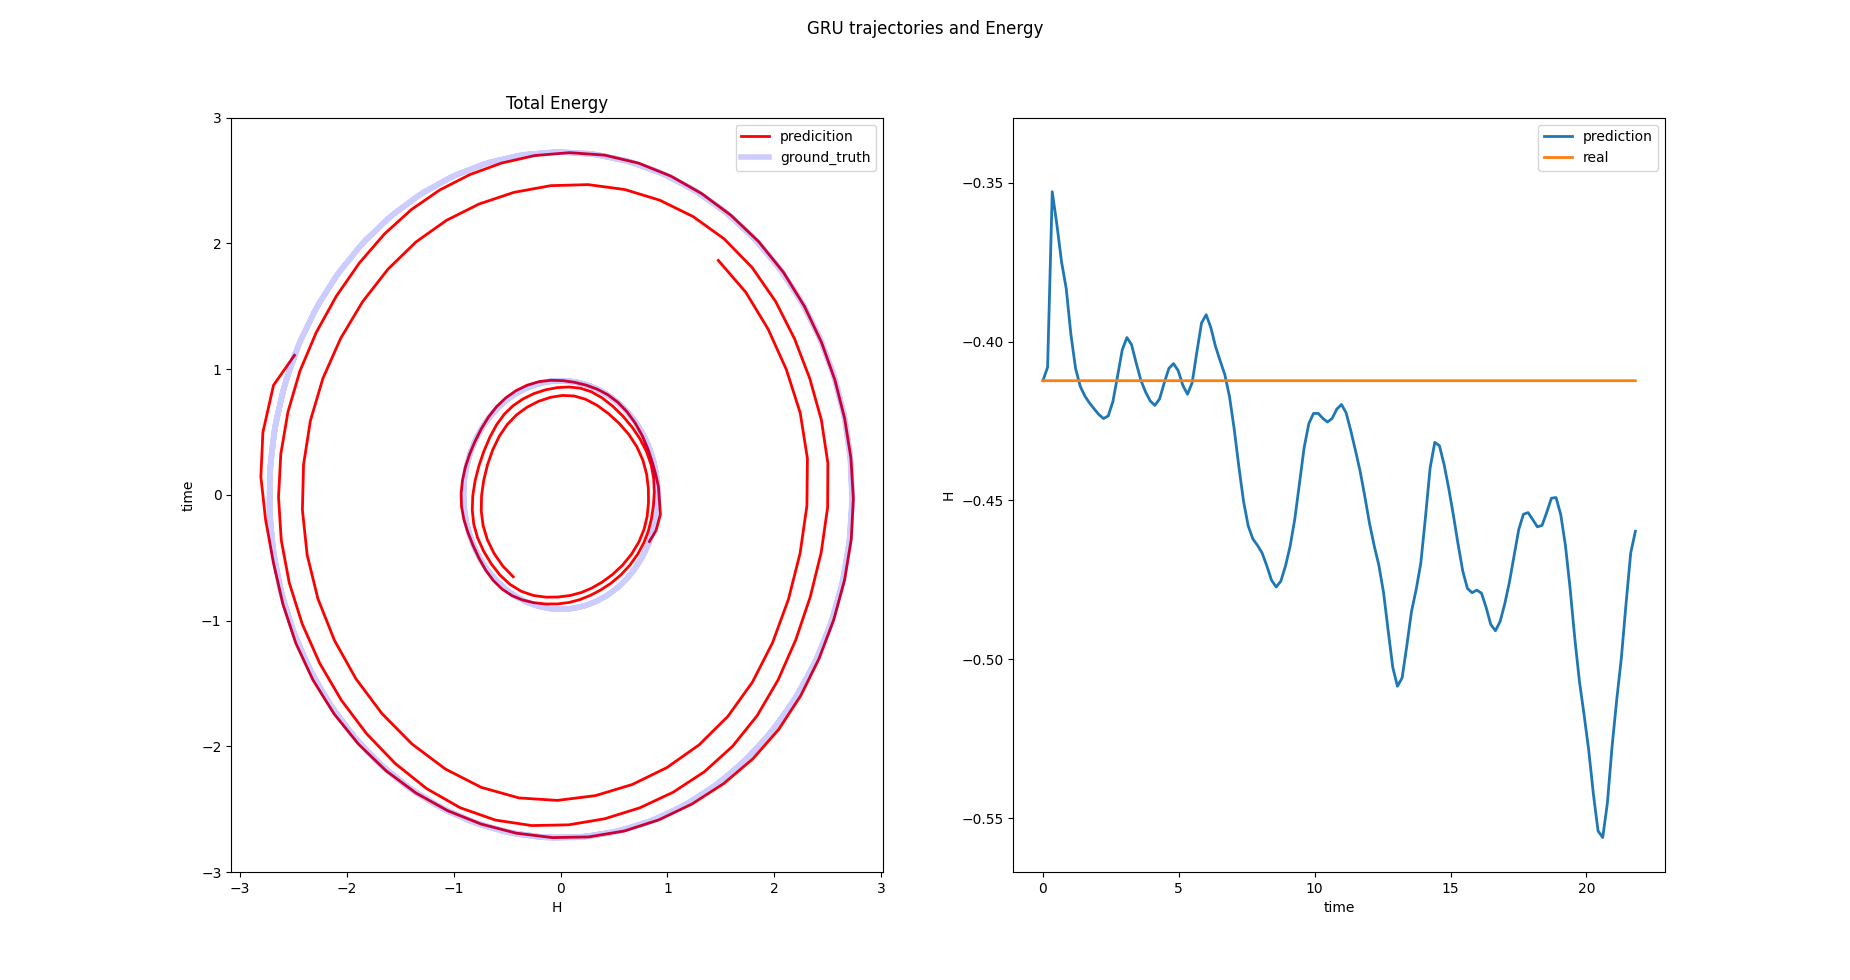 GRU trajectories and Energy
Total Energy
predicition
ground_truth
3
2
1
0
−1
−2
−3
time
−3
−2
−1
0
1
2
3
H
prediction
real
−0.35
−0.40
−0.45
−0.50
−0.55
H
0
5
10
15
20
time